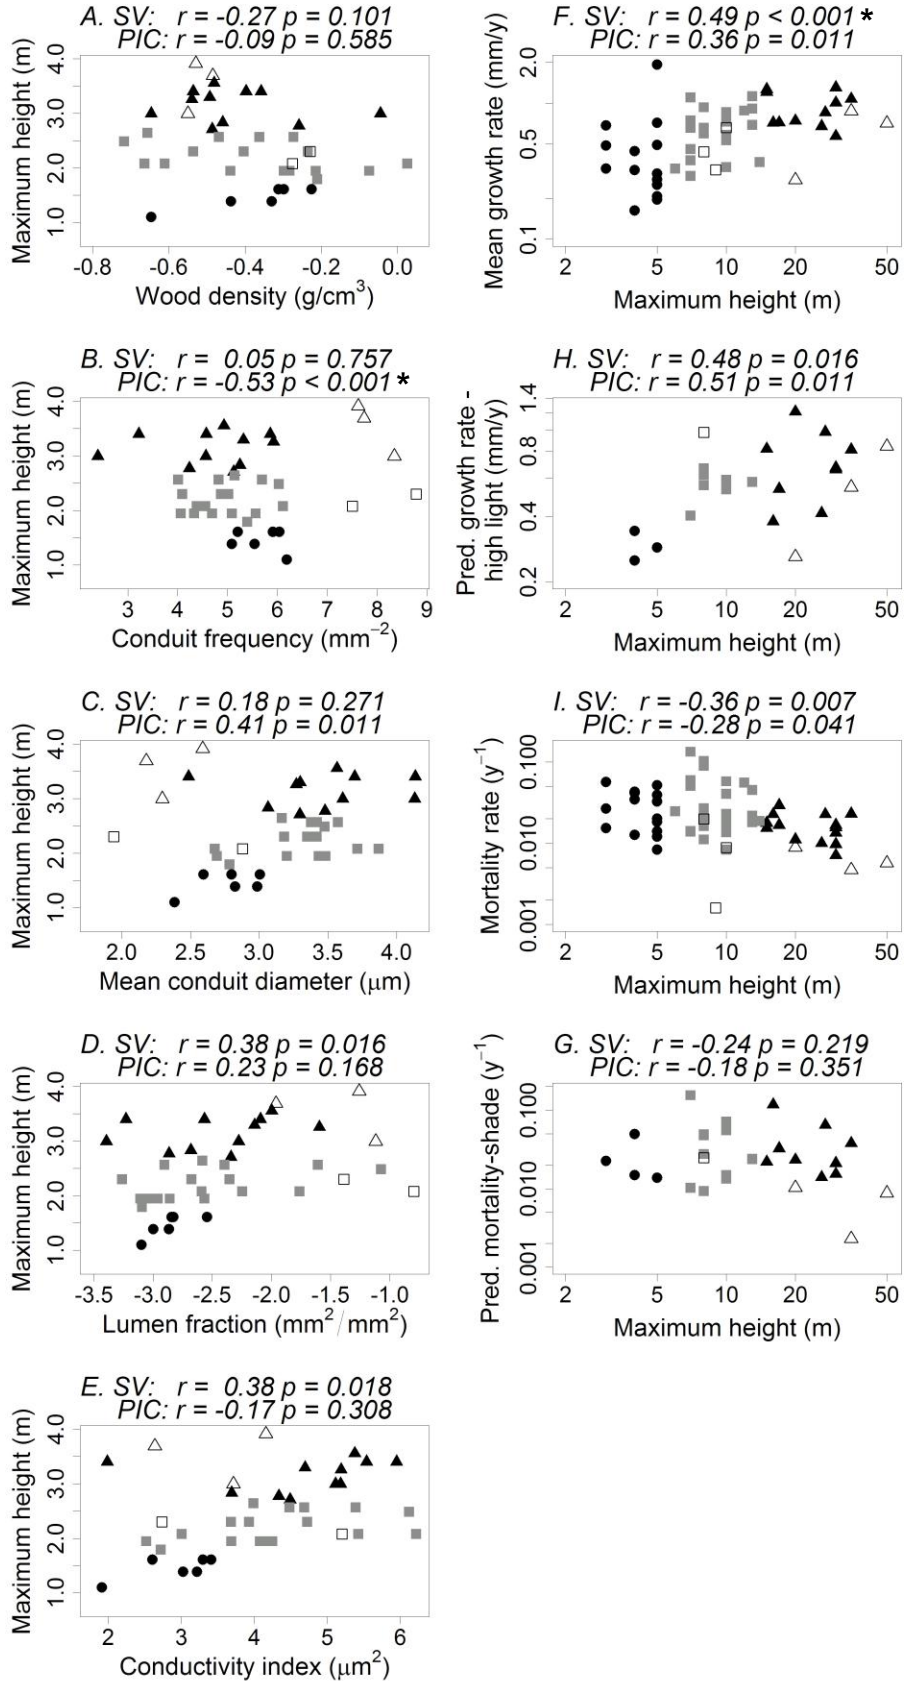 A. SV: r = -0.27 p = 0.101
PIC: r = -0.09 p = 0.585
Maximum height (m)
4.0
3.0
2.0
1.0
-0.8 -0.6 -0.4 -0.2 0.0
Wood density (g/cm³)
B. SV: r = 0.05 p = 0.757
PIC: r = -0.53 p < 0.001 *
Maximum height (m)
4.0
3.0
2.0
1.0
3 4 5 6 7 8 9
Conduit frequency (mm⁻²)
C. SV: r = 0.18 p = 0.271
PIC: r = 0.41 p = 0.011
Maximum height (m)
4.0
3.0
2.0
1.0
2.0 2.5 3.0 3.5 4.0
Mean conduit diameter (μm)
D. SV: r = 0.38 p = 0.016
PIC: r = 0.23 p = 0.168
Maximum height (m)
4.0
3.0
2.0
1.0
-3.5 -3.0 -2.5 -2.0 -1.5 -1.0
Lumen fraction (mm²/mm²)
E. SV: r = 0.38 p = 0.018
PIC: r = -0.17 p = 0.308
Maximum height (m)
4.0
3.0
2.0
1.0
2 3 4 5 6
Conductivity index (μm²)
F. SV: r = 0.49 p < 0.001 *
PIC: r = 0.36 p = 0.011
Mean growth rate (mm/y)
2.0
0.5
0.1
2 5 10 20 50
Maximum height (m)
H. SV: r = 0.48 p = 0.016
PIC: r = 0.51 p = 0.011
Pred. growth rate -
high light (mm/y)
1.4
0.8
0.4
0.2
2 5 10 20 50
Maximum height (m)
I. SV: r = -0.36 p = 0.007
PIC: r = -0.28 p = 0.041
Mortality rate (y⁻¹)
0.100
0.010
0.001
2 5 10 20 50
Maximum height (m)
G. SV: r = -0.24 p = 0.219
PIC: r = -0.18 p = 0.351
Pred. mortality-shade (y⁻¹)
0.100
0.010
0.001
2 5 10 20 50
Maximum height (m)